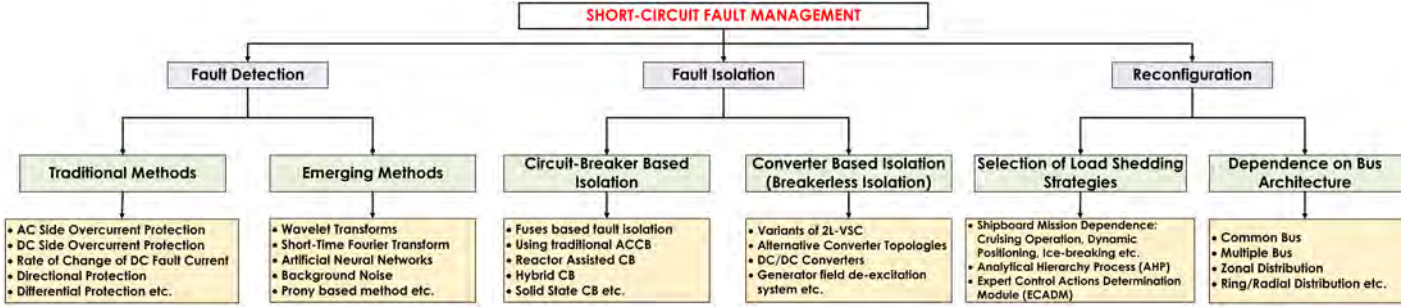 SHORT-CIRCUIT FAULT MANAGEMENT
Fault Detection
Fault Isolation
Reconfiguration
Traditional Methods
Emerging Methods
Circuit-Breaker Based
Isolation
Converter Based Isolation
(Breakerless Isolation)
Selection of Load Shedding
Strategies
Dependence on Bus
Architecture
• AC Side Overcurrent Protection
• DC Side Overcurrent Protection
• Rate of Change of DC Fault Current
• Directional Protection
• Differential Protection etc.
• Wavelet Transforms
• Short-Time Fourier Transform
• Artificial Neural Networks
• Background Noise
• Prony based method etc.
• Fuses based fault isolation
• Using traditional ACCB
• Reactor Assisted CB
• Hybrid CB
• Solid State CB etc.
• Variants of 2L-VSC
• Alternative Converter Topologies
• DC/DC Converters
• Generator field de-excitation
system etc.
• Shipboard Mission Dependence:
Cruising Operation, Dynamic
Positioning, Ice-breaking etc.
• Analytical Hierarchy Process (AHP)
• Expert Control Actions Determination
Module (ECADM)
• Common Bus
• Multiple Bus
• Zonal Distribution
• Ring/Radial Distribution etc.